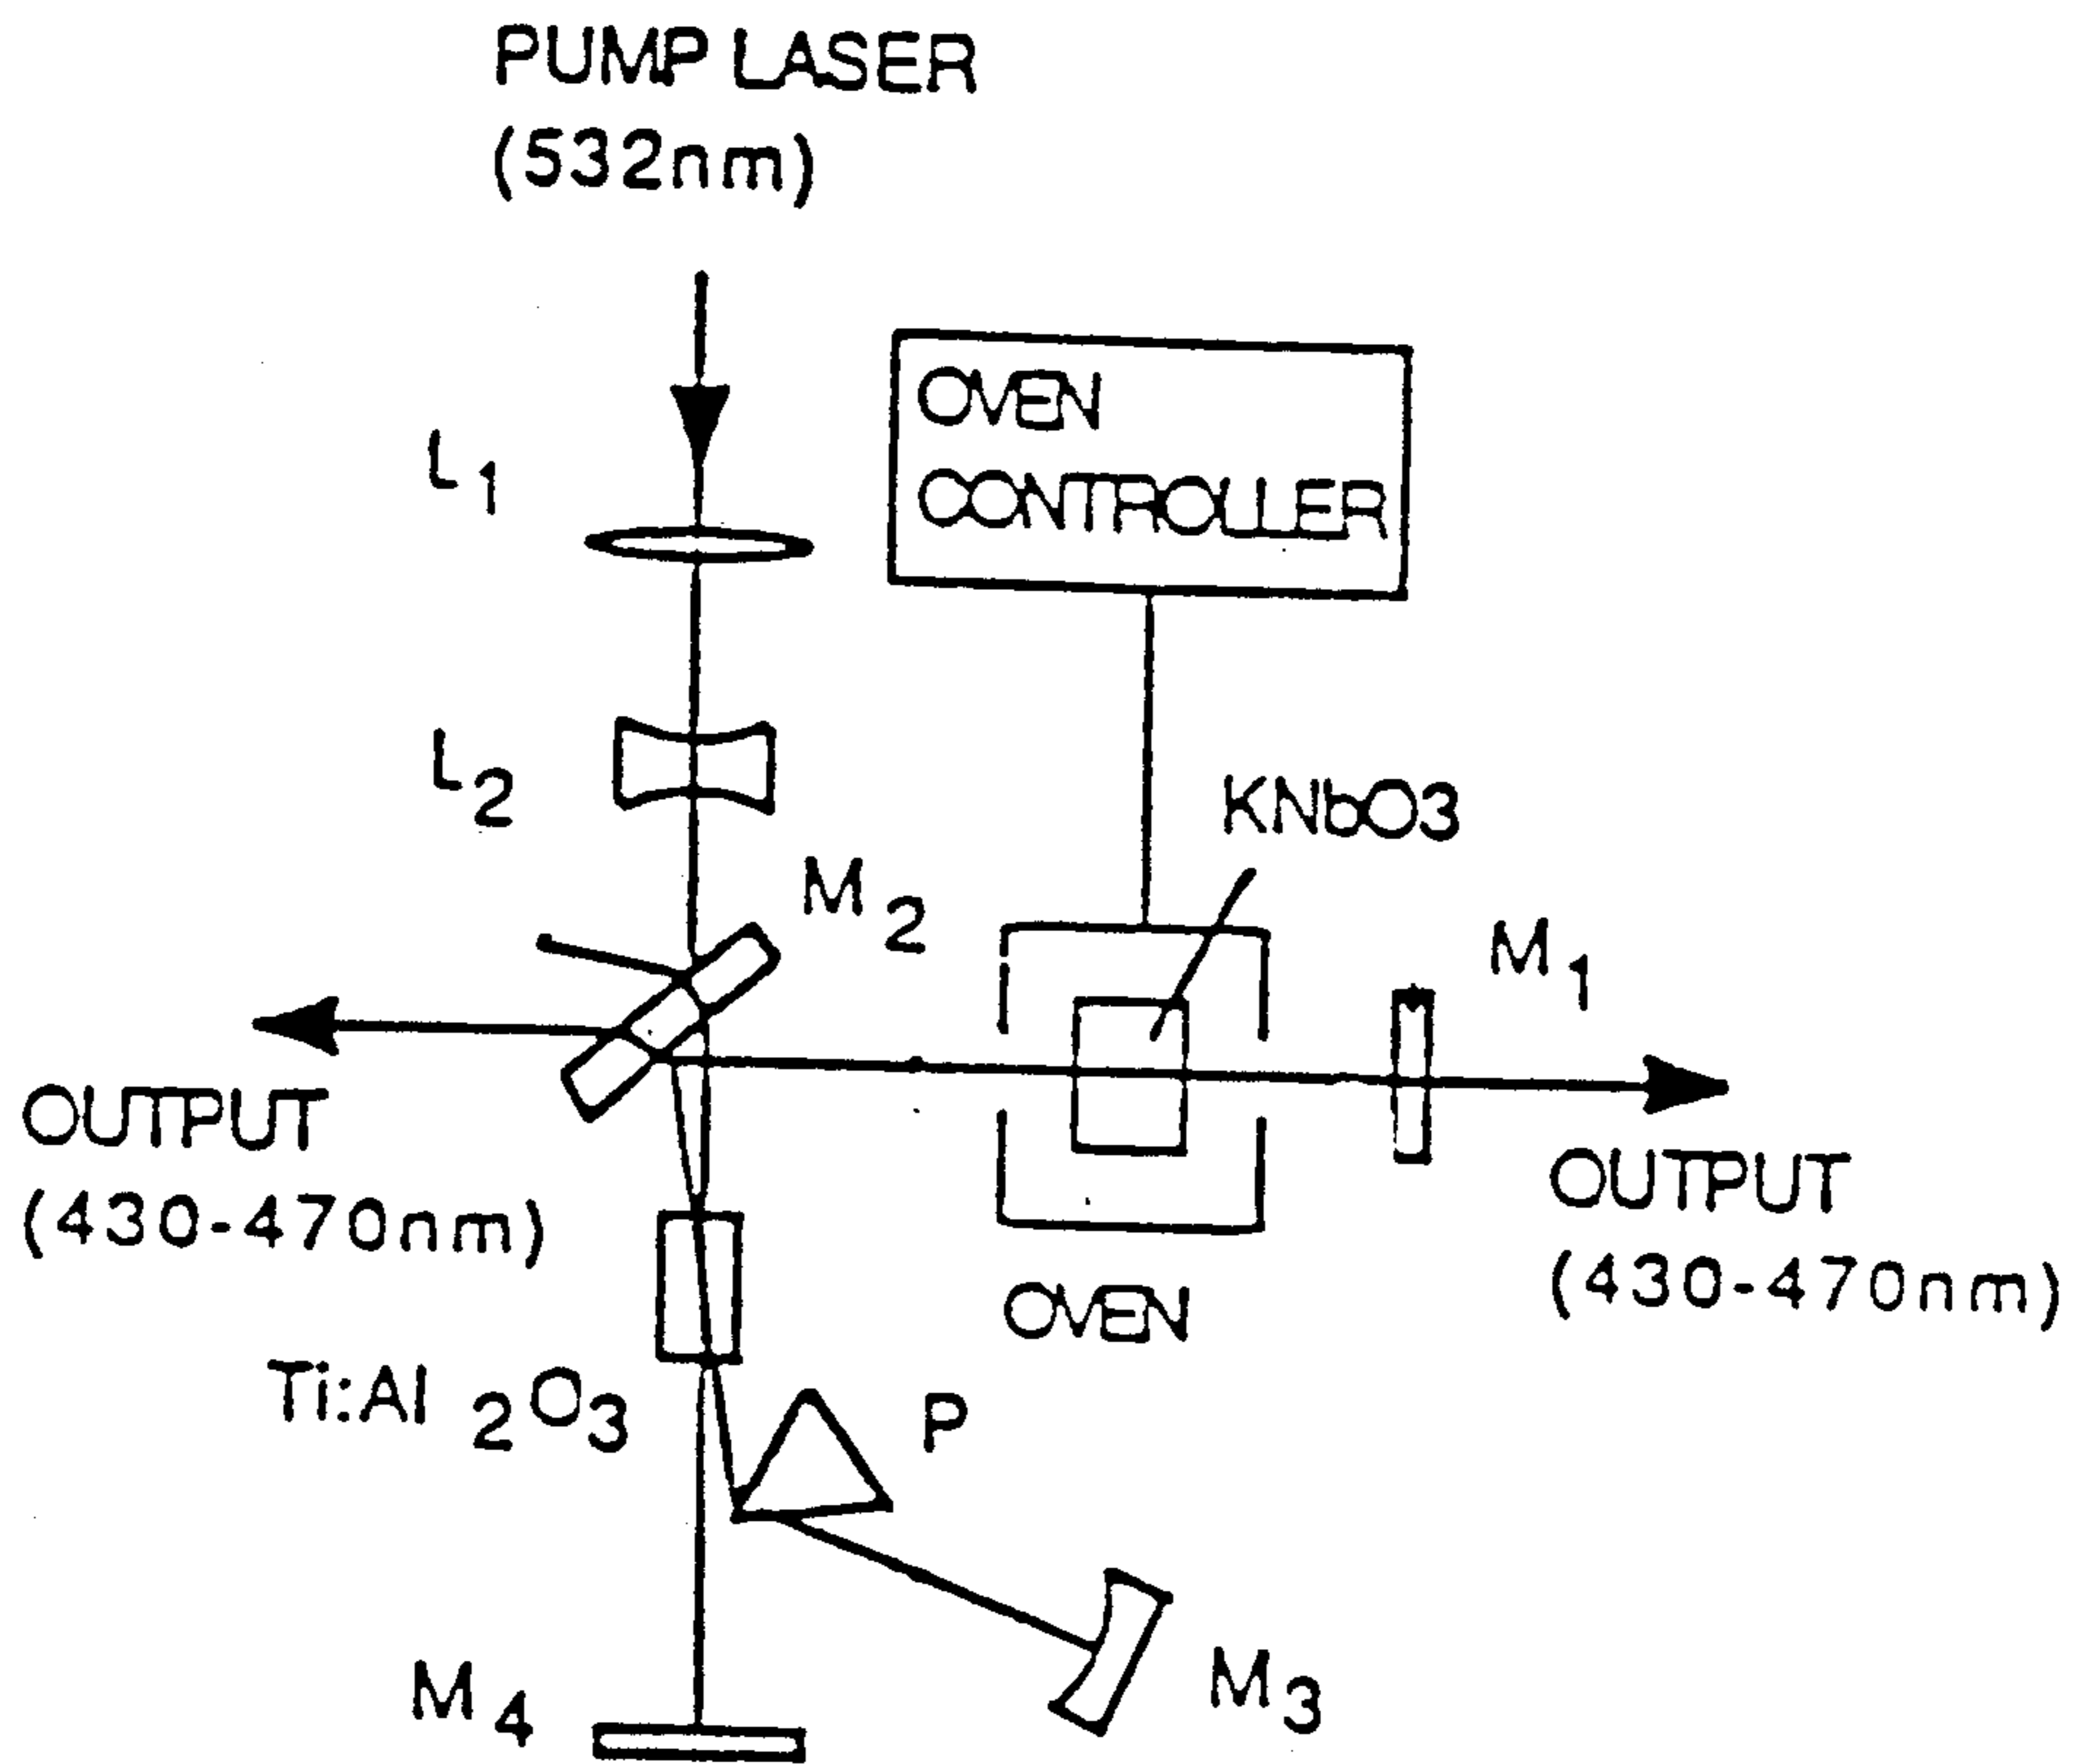 PUMP LASER
(532nm)
OVEN
CONTROLLER
L1
L2
KNbO3
M2
M1
OUTPUT
(430-470nm)
OUTPUT
(430-470nm)
OVEN
Ti:Al2O3
P
M4
M3